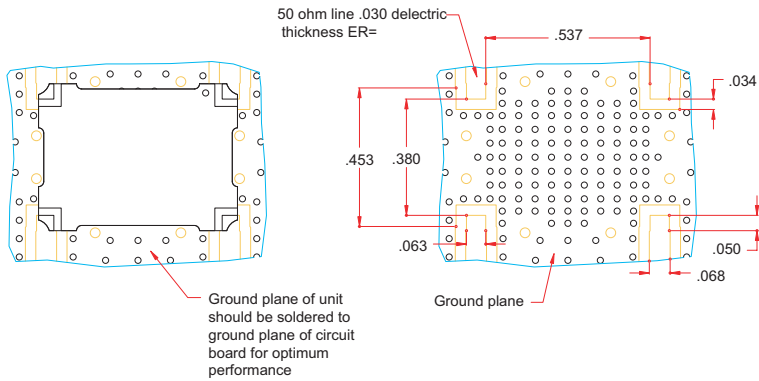 50 ohm line .030 delectric
thickness ER=
.537
.034
.453
.380
.063
.050
.068
Ground plane of unit
should be soldered to
ground plane of circuit
board for optimum
performance
Ground plane